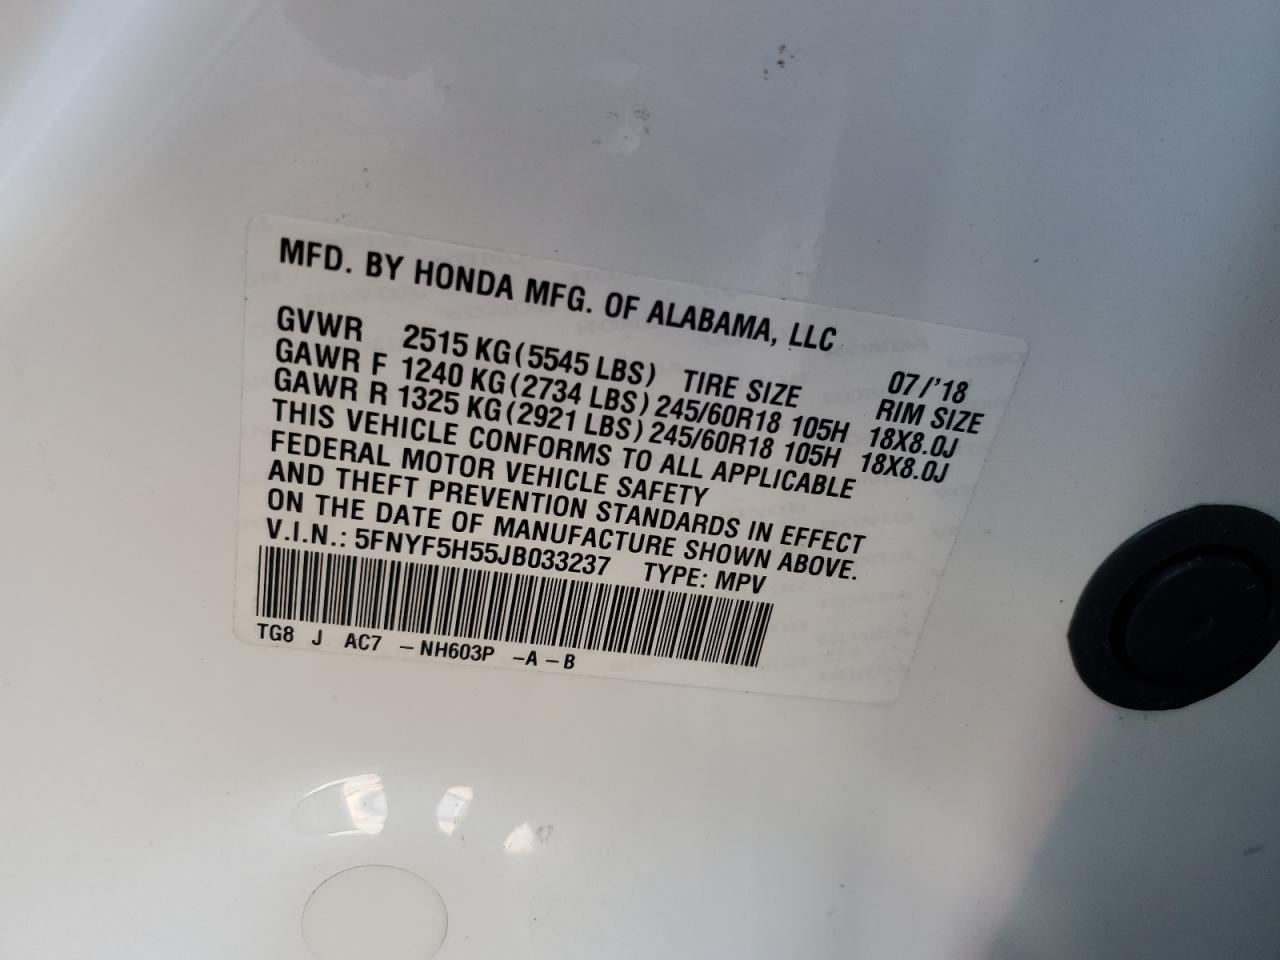 MFD. BY HONDA MFG. OF ALABAMA, LLC
07/'18
GVWR 2515 KG (5545 LBS) TIRE SIZE RIM SIZE
GAWR F 1240 KG (2734 LBS) 245/60R18 105H 18X8.0J
GAWR R 1325 KG (2921 LBS) 245/60R18 105H 18X8.0J
THIS VEHICLE CONFORMS TO ALL APPLICABLE
FEDERAL MOTOR VEHICLE SAFETY
AND THEFT PREVENTION STANDARDS IN EFFECT
ON THE DATE OF MANUFACTURE SHOWN ABOVE.
V.I.N.: 5FNYF5H55JB033237 TYPE: MPV
TG8 J AC7 -NH603P -A-B